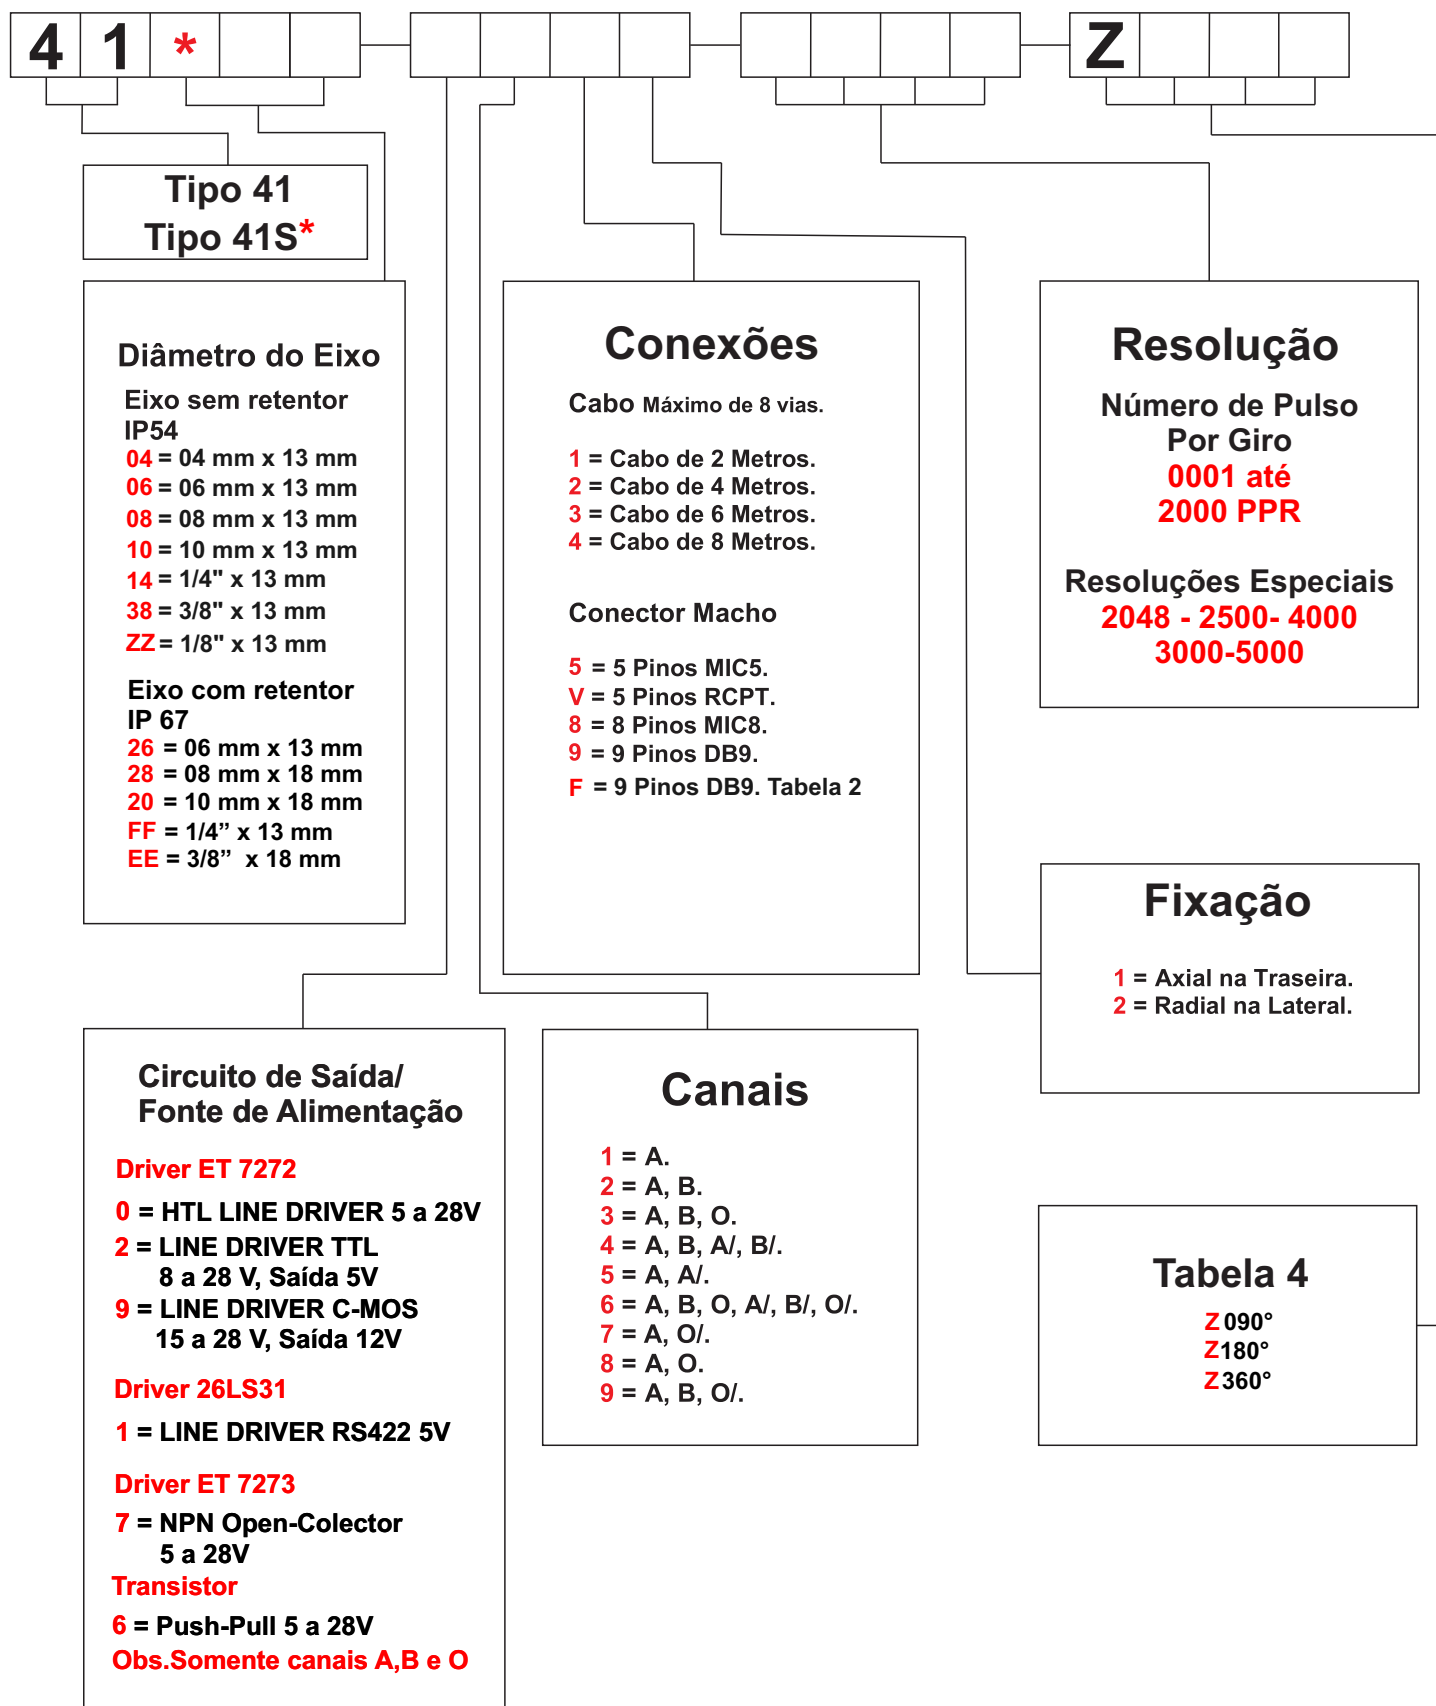 4 1 * Z
Tipo 41
Tipo 41S*
Diâmetro do Eixo
Eixo sem retentor
IP54
04 = 04 mm x 13 mm
06 = 06 mm x 13 mm
08 = 08 mm x 13 mm
10 = 10 mm x 13 mm
14 = 1/4" x 13 mm
38 = 3/8" x 13 mm
ZZ = 1/8" x 13 mm
Eixo com retentor
IP 67
26 = 06 mm x 13 mm
28 = 08 mm x 18 mm
20 = 10 mm x 18 mm
FF = 1/4” x 13 mm
EE = 3/8” x 18 mm
Conexões
Cabo Máximo de 8 vias.
1 = Cabo de 2 Metros.
2 = Cabo de 4 Metros.
3 = Cabo de 6 Metros.
4 = Cabo de 8 Metros.
Conector Macho
5 = 5 Pinos MIC5.
V = 5 Pinos RCPT.
8 = 8 Pinos MIC8.
9 = 9 Pinos DB9.
F = 9 Pinos DB9. Tabela 2
Resolução
Número de Pulso
Por Giro
0001 até
2000 PPR
Resoluções Especiais
2048 - 2500- 4000
3000-5000
Fixação
1 = Axial na Traseira.
2 = Radial na Lateral.
Circuito de Saída/
Fonte de Alimentação
Driver ET 7272
0 = HTL LINE DRIVER 5 a 28V
2 = LINE DRIVER TTL
8 a 28 V, Saída 5V
9 = LINE DRIVER C-MOS
15 a 28 V, Saída 12V
Driver 26LS31
1 = LINE DRIVER RS422 5V
Driver ET 7273
7 = NPN Open-Colector
5 a 28V
Transistor
6 = Push-Pull 5 a 28V
Obs.Somente canais A,B e O
Canais
1 = A.
2 = A, B.
3 = A, B, O.
4 = A, B, A/, B/.
5 = A, A/.
6 = A, B, O, A/, B/, O/.
7 = A, O/.
8 = A, O.
9 = A, B, O/.
Tabela 4
Z 090°
Z180°
Z 360°